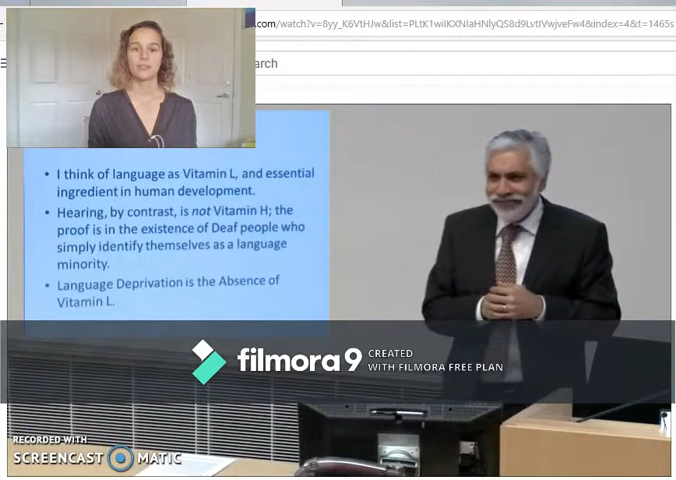 .com/watch?v=8yy_K6VtHJw&list=PLtK1wiIKXNIaHNlyQS8d9LvtIVwjveFw4&index=4&t=1465s
arch
• I think of language as Vitamin L, and essential
ingredient in human development.
• Hearing, by contrast, is not Vitamin H; the
proof is in the existence of Deaf people who
simply identify themselves as a language
minority.
• Language Deprivation is the Absence of
Vitamin L.
filmora9 CREATED
WITH FILMORA FREE PLAN
RECORDED WITH
SCREENCAST MATIC